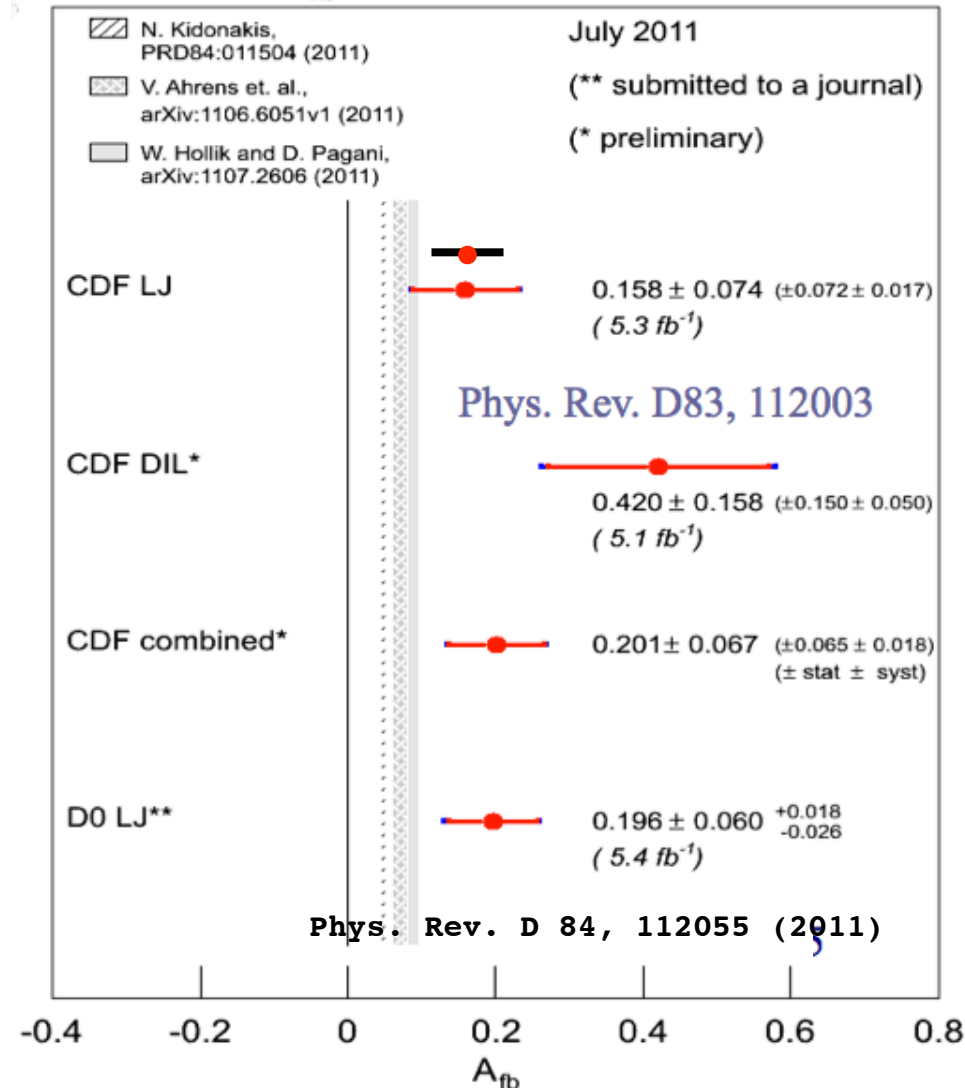 N. Kidonakis,
PRD84:011504 (2011)
V. Ahrens et. al.,
arXiv:1106.6051v1 (2011)
W. Hollik and D. Pagani,
arXiv:1107.2606 (2011)
July 2011
(** submitted to a journal)
(* preliminary)
CDF LJ
0.158 ± 0.074 (±0.072 ± 0.017)
( 5.3 fb⁻¹)
Phys. Rev. D83, 112003
CDF DIL*
0.420 ± 0.158 (±0.150 ± 0.050)
( 5.1 fb⁻¹)
CDF combined*
0.201± 0.067 (±0.065 ± 0.018)
(± stat ± syst)
D0 LJ**
0.196 ± 0.060 +0.018
-0.026
( 5.4 fb⁻¹)
Phys. Rev. D 84, 112055 (2011)
-0.4 -0.2 0 0.2 0.4 0.6 0.8
A_fb